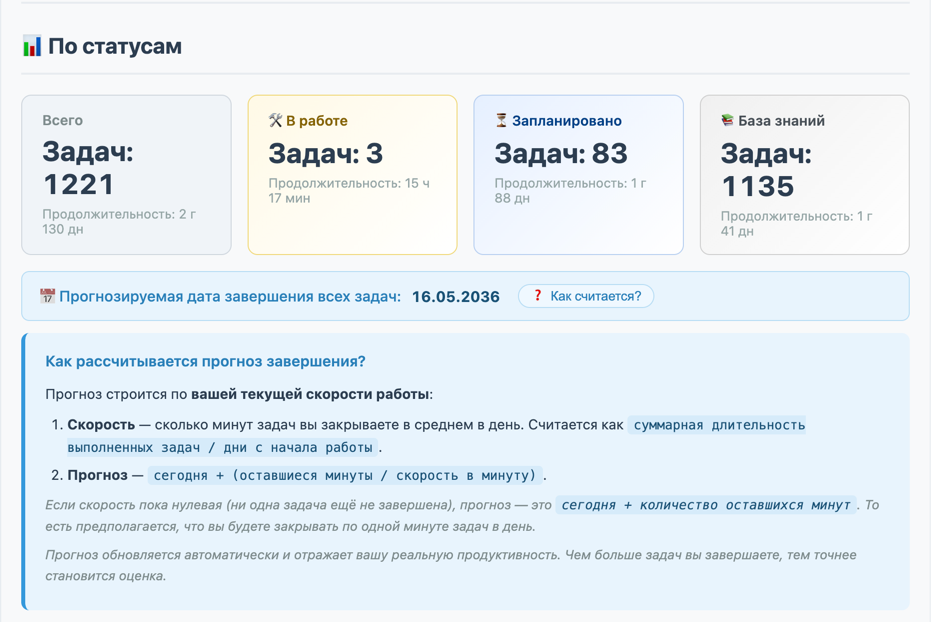 📊 По статусам
Всего
Задач:
1221
Продолжительность: 2 г
130 дн
🛠 В работе
Задач: 3
Продолжительность: 15 ч
17 мин
⏳ Запланировано
Задач: 83
Продолжительность: 1 г
88 дн
📚 База знаний
Задач:
1135
Продолжительность: 1 г
41 дн
📅 Прогнозируемая дата завершения всех задач: 16.05.2036 ❓ Как считается?
Как рассчитывается прогноз завершения?
Прогноз строится по вашей текущей скорости работы:
1. Скорость — сколько минут задач вы закрываете в среднем в день. Считается как суммарная длительность
выполненных задач / дни с начала работы .
2. Прогноз — сегодня + (оставшиеся минуты / скорость в минуту) .
Если скорость пока нулевая (ни одна задача ещё не завершена), прогноз — это сегодня + количество оставшихся минут . То
есть предполагается, что вы будете закрывать по одной минуте задач в день.
Прогноз обновляется автоматически и отражает вашу реальную продуктивность. Чем больше задач вы завершаете, тем точнее
становится оценка.